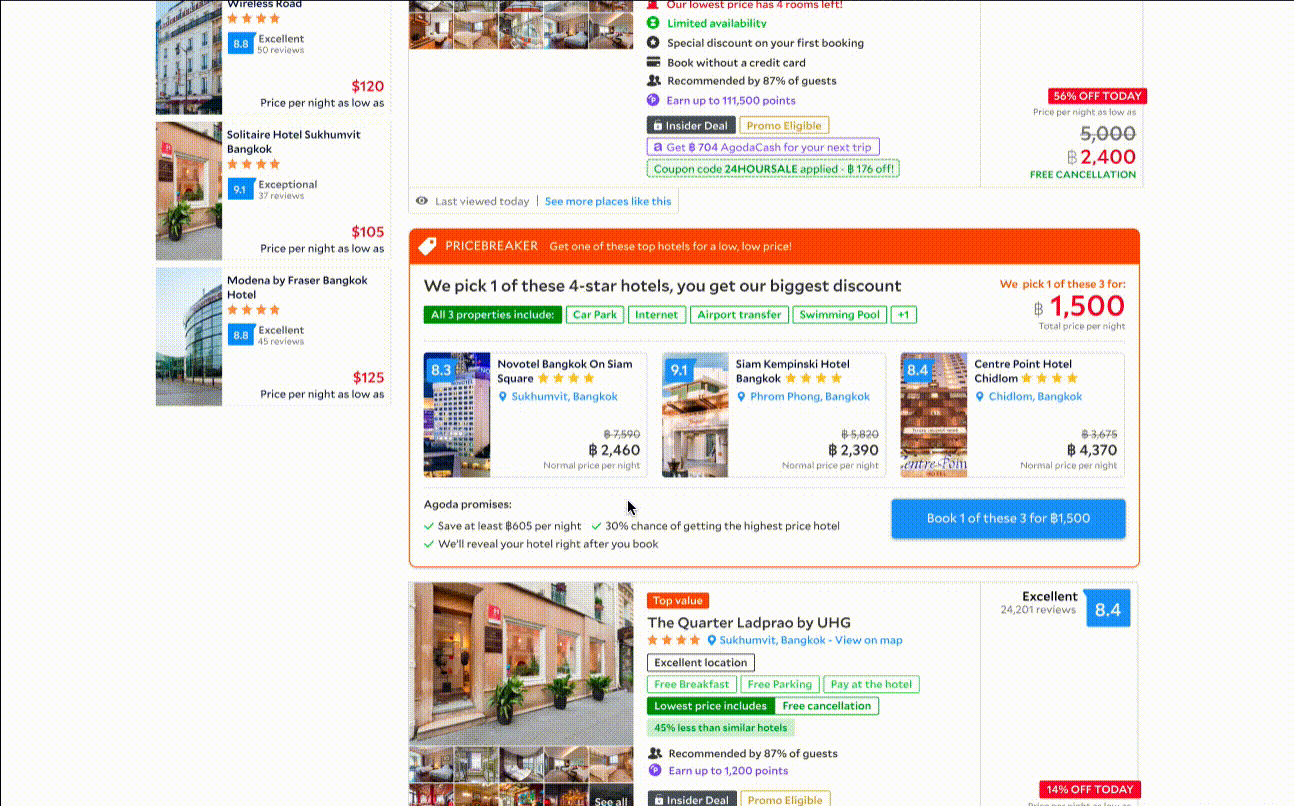 Wireless Road
8.8
Excellent
50 reviews
$120
Price per night as low as
Solitaire Hotel Sukhumvit
Bangkok
9.1
Exceptional
37 reviews
$105
Price per night as low as
Modena by Fraser Bangkok
Hotel
8.8
Excellent
45 reviews
$125
Price per night as low as
Our lowest price has 4 rooms left!
Limited availability
Special discount on your first booking
Book without a credit card
Recommended by 87% of guests
Earn up to 111,500 points
Insider Deal
Promo Eligible
a Get ฿ 704 AgodaCash for your next trip
Coupon code 24HOURSALE applied - ฿ 176 off!
56% OFF TODAY
Price per night as low as
5,000
฿ 2,400
FREE CANCELLATION
Last viewed today | See more places like this
PRICEBREAKER Get one of these top hotels for a low, low price!
We pick 1 of these 4-star hotels, you get our biggest discount
All 3 properties include: Car Park Internet Airport transfer Swimming Pool +1
We pick 1 of these 3 for:
฿ 1,500
Total price per night
8.3
NOVOTEL
Novotel Bangkok On Siam
Square
Sukhumvit, Bangkok
฿ 7,590
฿ 2,460
Normal price per night
9.1
Siam Kempinski Hotel
Bangkok
Phrom Phong, Bangkok
฿ 5,820
฿ 2,390
Normal price per night
8.4
Centre Point Hotel
Chidlom
Chidlom, Bangkok
฿ 3,675
฿ 4,370
Normal price per night
Agoda promises:
Save at least ฿605 per night
30% chance of getting the highest price hotel
We'll reveal your hotel right after you book
Book 1 of these 3 for ฿1,500
Top value
The Quarter Ladprao by UHG
Sukhumvit, Bangkok - View on map
Excellent location
Free Breakfast
Free Parking
Pay at the hotel
Lowest price includes
Free cancellation
45% less than similar hotels
Recommended by 87% of guests
Earn up to 1,200 points
Insider Deal
Promo Eligible
See all
Excellent
24,201 reviews
8.4
14% OFF TODAY
Price per night as low as